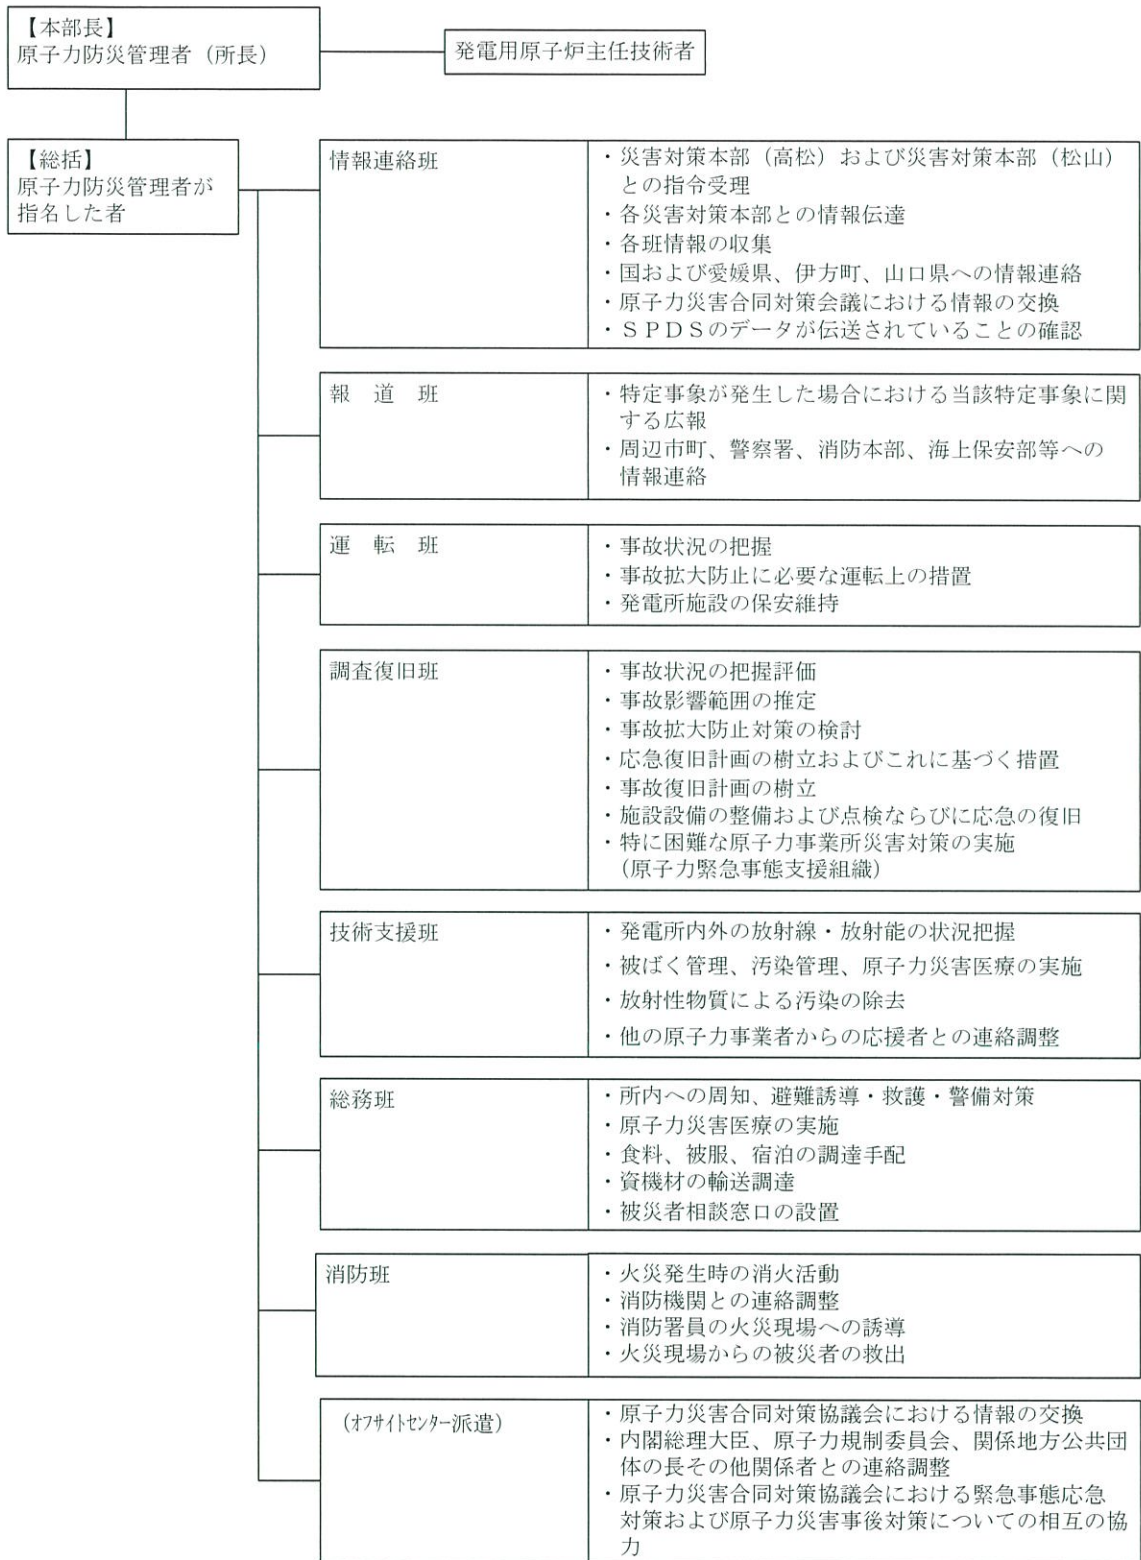 【本部長】
原子力防災管理者（所長）
発電用原子炉主任技術者
【総括】
原子力防災管理者が
指名した者
情報連絡班
・災害対策本部（高松）および災害対策本部（松山）
との指令受理
・各災害対策本部との情報伝達
・各班情報の収集
・国および愛媛県、伊方町、山口県への情報連絡
・原子力災害合同対策会議における情報の交換
・ＳＰＤＳのデータが伝送されていることの確認
報　道　班
・特定事象が発生した場合における当該特定事象に関
する広報
・周辺市町、警察署、消防本部、海上保安部等への
情報連絡
運　転　班
・事故状況の把握
・事故拡大防止に必要な運転上の措置
・発電所施設の保安維持
調査復旧班
・事故状況の把握評価
・事故影響範囲の推定
・事故拡大防止対策の検討
・応急復旧計画の樹立およびこれに基づく措置
・事故復旧計画の樹立
・施設設備の整備および点検ならびに応急の復旧
・特に困難な原子力事業所災害対策の実施
（原子力緊急事態支援組織）
技術支援班
・発電所内外の放射線・放射能の状況把握
・被ばく管理、汚染管理、原子力災害医療の実施
・放射性物質による汚染の除去
・他の原子力事業者からの応援者との連絡調整
総務班
・所内への周知、避難誘導・救護・警備対策
・原子力災害医療の実施
・食料、被服、宿泊の調達手配
・資機材の輸送調達
・被災者相談窓口の設置
消防班
・火災発生時の消火活動
・消防機関との連絡調整
・消防署員の火災現場への誘導
・火災現場からの被災者の救出
（ｵﾌｻｲﾄｾﾝﾀｰ派遣）
・原子力災害合同対策協議会における情報の交換
・内閣総理大臣、原子力規制委員会、関係地方公共団
体の長その他関係者との連絡調整
・原子力災害合同対策協議会における緊急事態応急
対策および原子力災害事後対策についての相互の協
力